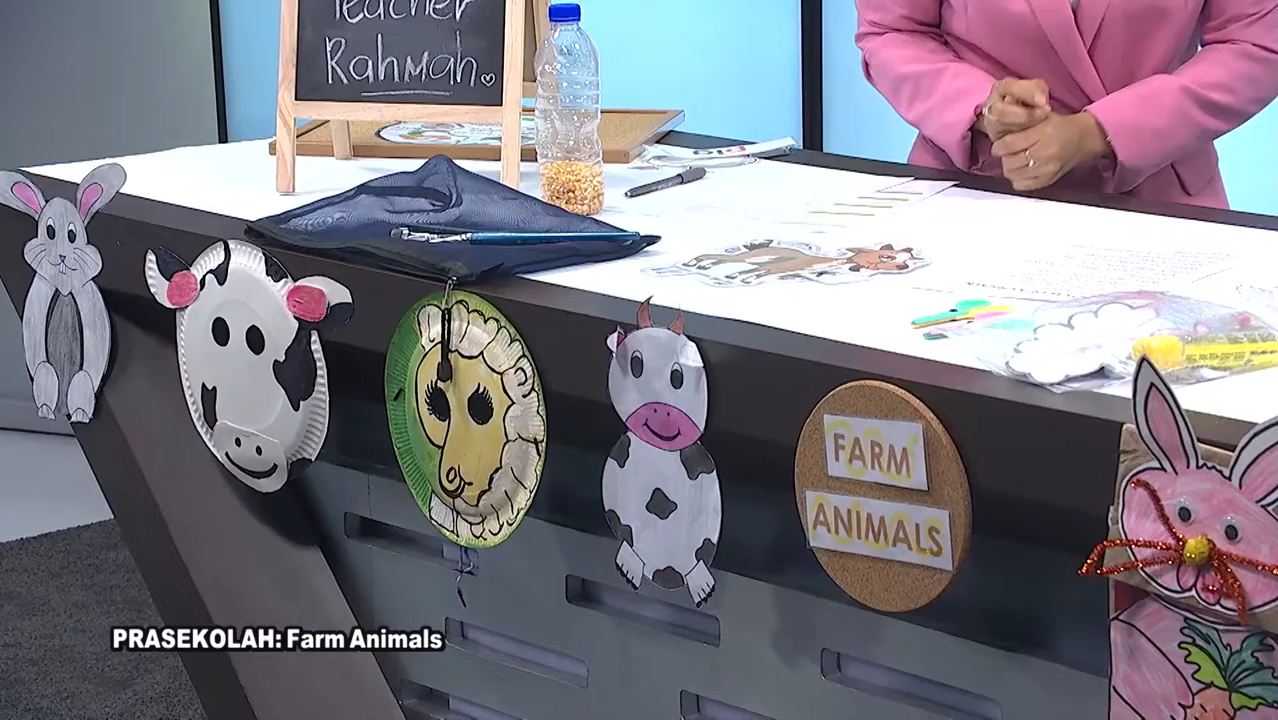 Teacher
Rahmah
FARM
ANIMALS
PRASEKOLAH: Farm Animals